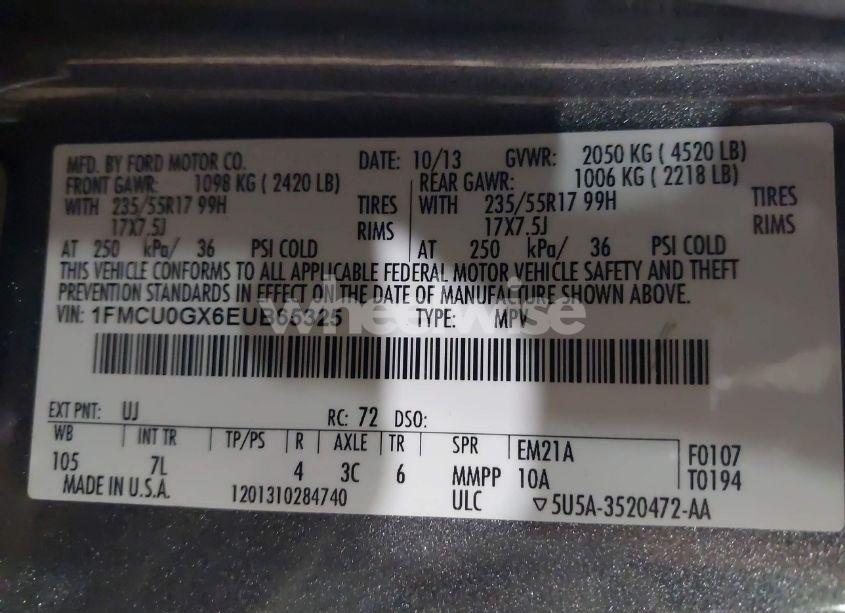 MFD. BY FORD MOTOR CO. DATE: 10/13 GVWR: 2050 KG ( 4520 LB)
FRONT GAWR: 1098 KG ( 2420 LB) REAR GAWR: 1006 KG ( 2218 LB)
WITH 235/55R17 99H TIRES WITH 235/55R17 99H TIRES
17X7.5J RIMS 17X7.5J RIMS
AT 250 kPa/ 36 PSI COLD AT 250 kPa/ 36 PSI COLD
THIS VEHICLE CONFORMS TO ALL APPLICABLE FEDERAL MOTOR VEHICLE SAFETY AND THEFT
PREVENTION STANDARDS IN EFFECT ON THE DATE OF MANUFACTURE SHOWN ABOVE.
VIN: 1FMCU0GX6EUB65325 TYPE: MPV
wheelwise
EXT PNT: UJ RC: 72 DSO:
WB INT TR TP/PS R AXLE TR SPR EM21A F0107
105 7L 4 3C 6 MMPP 10A T0194
MADE IN U.S.A. 1201310284740 ULC ▽5U5A-3520472-AA